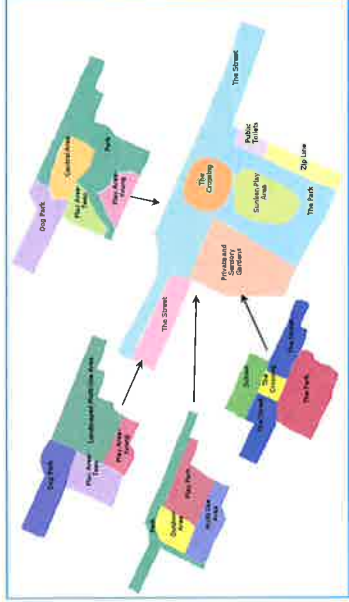 Dog Park
Central Area
Park
Play Area
Teen
Play Area
Young
The Street
Public
Toilets
Zip Line
The
Crossing
Sunken Play
Area
The Park
Private and
Sensory
Gardens
The Street
Dog Park
Landscaped Multi-Use Area
Play Area
Teen
Play Area
Young
Park
Outdoor
Area
Play Park
Multi Use
Area
School
The Street
The
Crossing
The Street
The Park